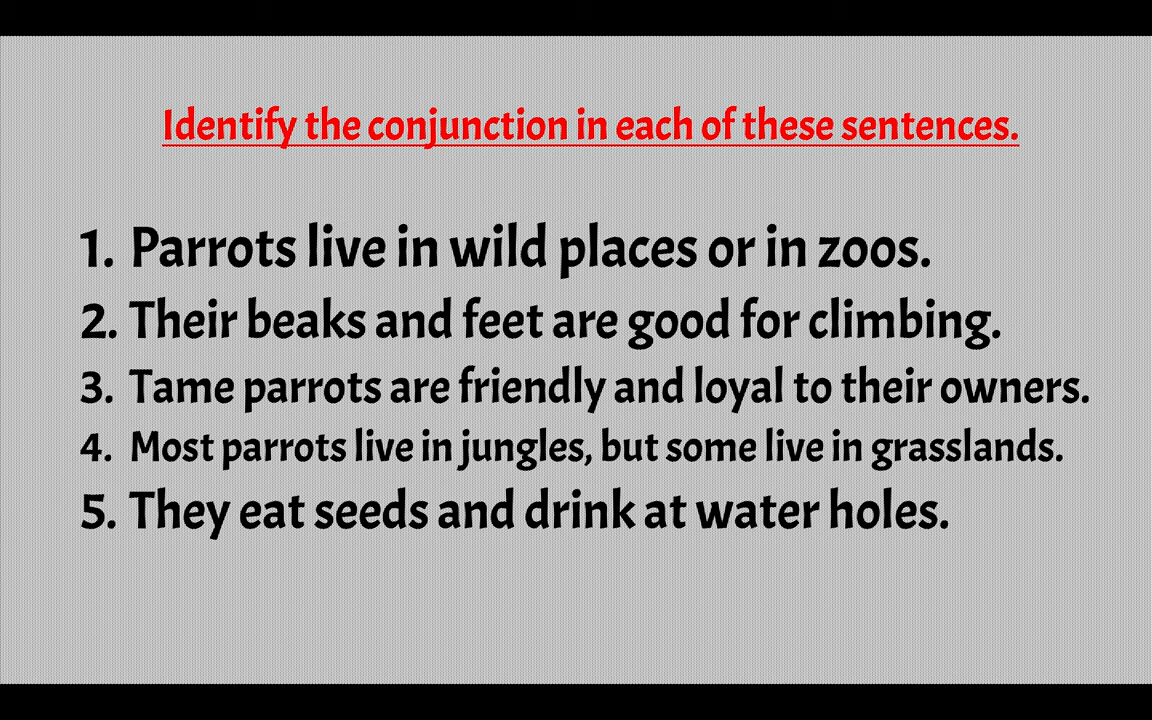 Identify the conjunction in each of these sentences.
1. Parrots live in wild places or in zoos.
2. Their beaks and feet are good for climbing.
3. Tame parrots are friendly and loyal to their owners.
4. Most parrots live in jungles, but some live in grasslands.
5. They eat seeds and drink at water holes.